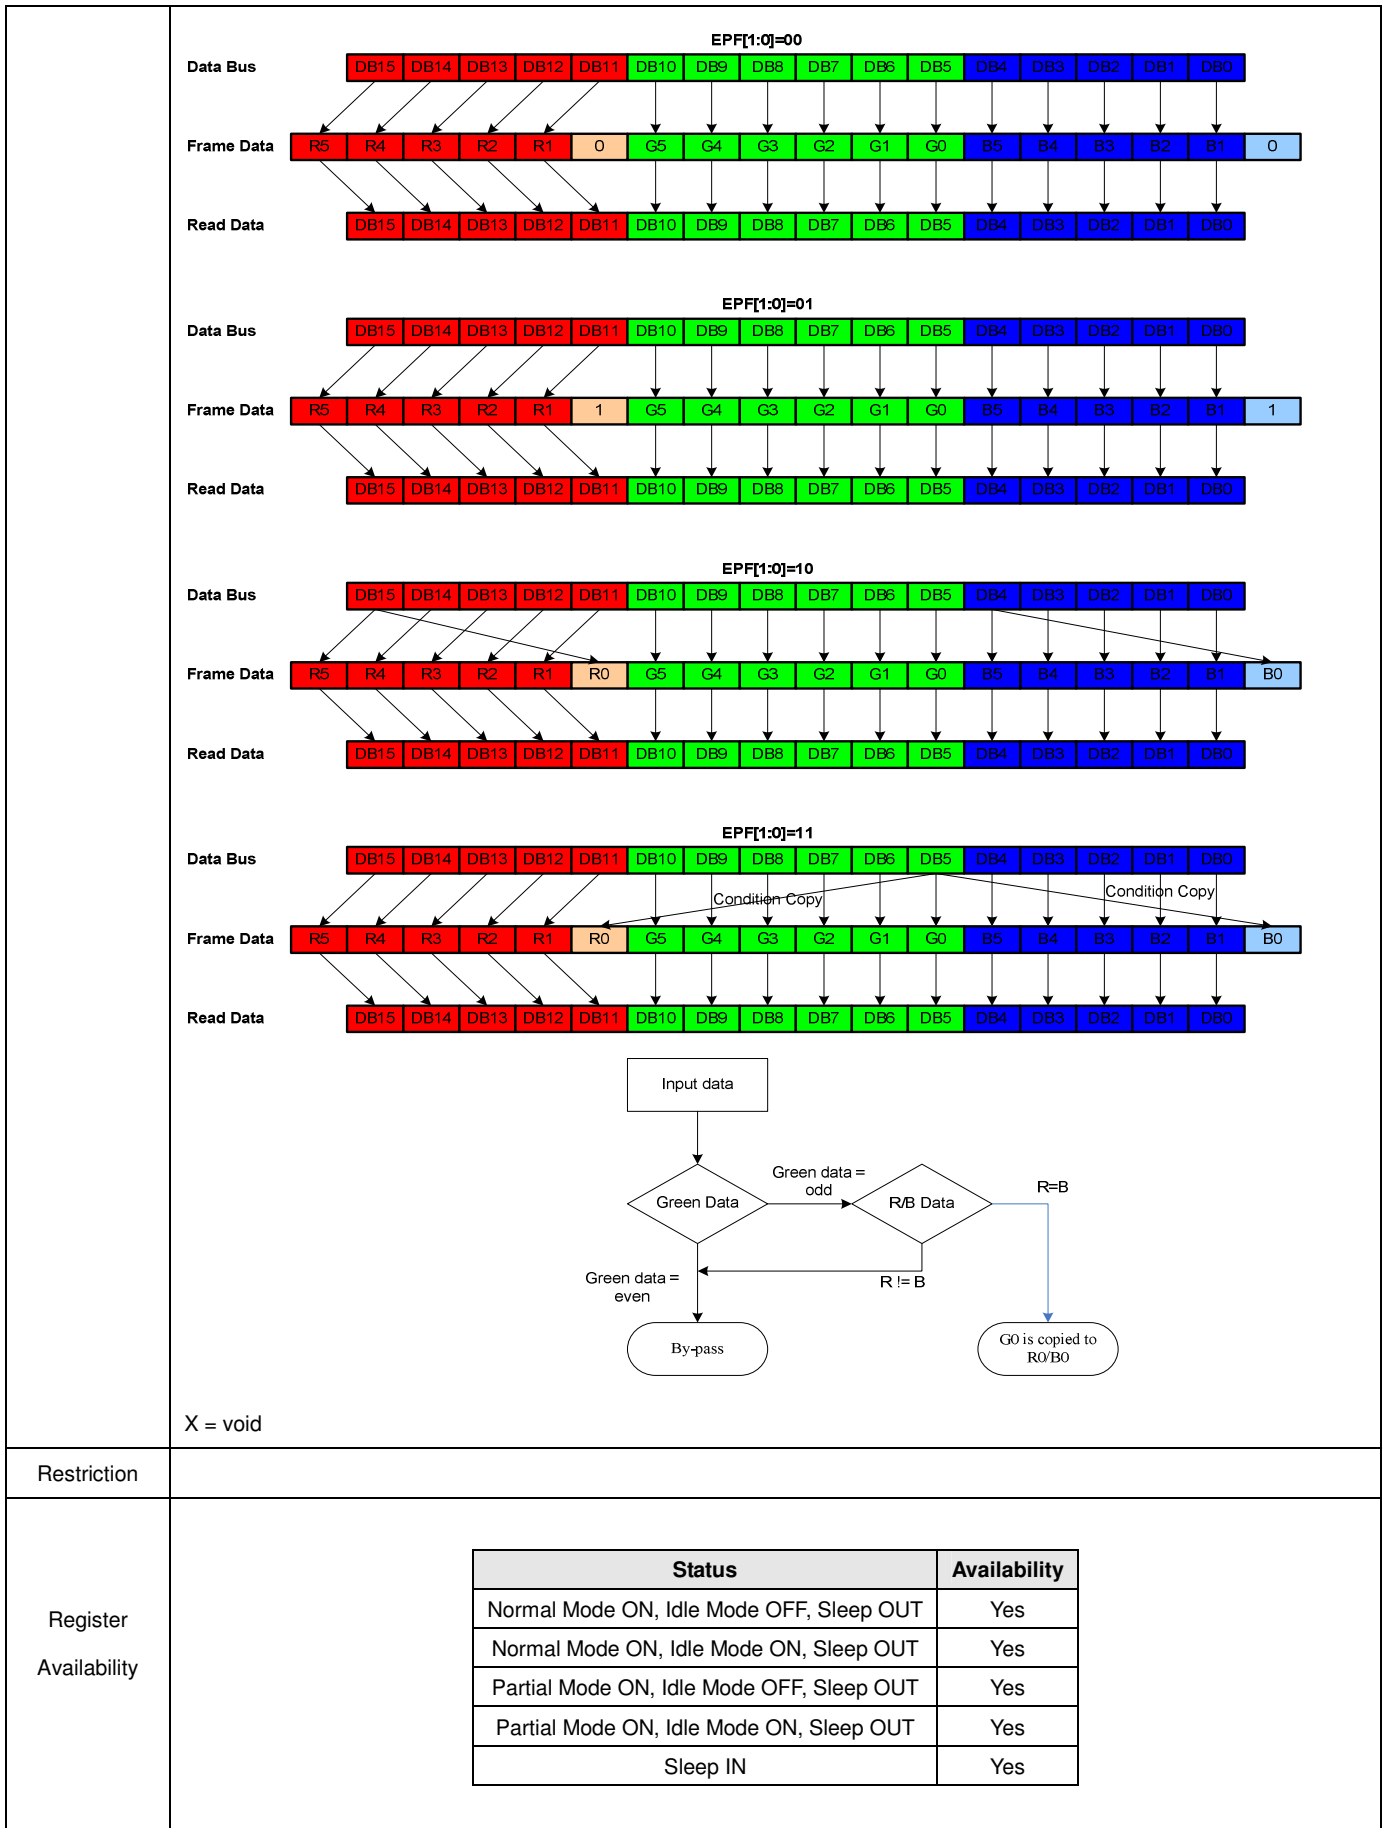 EPF[1:0]=00
Data Bus DB15 DB14 DB13 DB12 DB11 DB10 DB9 DB8 DB7 DB6 DB5 DB4 DB3 DB2 DB1 DB0
Frame Data R5 R4 R3 R2 R1 0 G5 G4 G3 G2 G1 G0 B5 B4 B3 B2 B1 0
Read Data DB15 DB14 DB13 DB12 DB11 DB10 DB9 DB8 DB7 DB6 DB5 DB4 DB3 DB2 DB1 DB0
EPF[1:0]=01
Data Bus DB15 DB14 DB13 DB12 DB11 DB10 DB9 DB8 DB7 DB6 DB5 DB4 DB3 DB2 DB1 DB0
Frame Data R5 R4 R3 R2 R1 1 G5 G4 G3 G2 G1 G0 B5 B4 B3 B2 B1 1
Read Data DB15 DB14 DB13 DB12 DB11 DB10 DB9 DB8 DB7 DB6 DB5 DB4 DB3 DB2 DB1 DB0
EPF[1:0]=10
Data Bus DB15 DB14 DB13 DB12 DB11 DB10 DB9 DB8 DB7 DB6 DB5 DB4 DB3 DB2 DB1 DB0
Frame Data R5 R4 R3 R2 R1 R0 G5 G4 G3 G2 G1 G0 B5 B4 B3 B2 B1 B0
Read Data DB15 DB14 DB13 DB12 DB11 DB10 DB9 DB8 DB7 DB6 DB5 DB4 DB3 DB2 DB1 DB0
EPF[1:0]=11
Data Bus DB15 DB14 DB13 DB12 DB11 DB10 DB9 DB8 DB7 DB6 DB5 DB4 DB3 DB2 DB1 DB0
Condition Copy Condition Copy
Frame Data R5 R4 R3 R2 R1 R0 G5 G4 G3 G2 G1 G0 B5 B4 B3 B2 B1 B0
Read Data DB15 DB14 DB13 DB12 DB11 DB10 DB9 DB8 DB7 DB6 DB5 DB4 DB3 DB2 DB1 DB0
Input data
Green Data
Green data =
odd
R/B Data
R=B
Green data =
even
R != B
By-pass
G0 is copied to
R0/B0
X = void
Restriction
Register
Availability
Status Availability
Normal Mode ON, Idle Mode OFF, Sleep OUT Yes
Normal Mode ON, Idle Mode ON, Sleep OUT Yes
Partial Mode ON, Idle Mode OFF, Sleep OUT Yes
Partial Mode ON, Idle Mode ON, Sleep OUT Yes
Sleep IN Yes